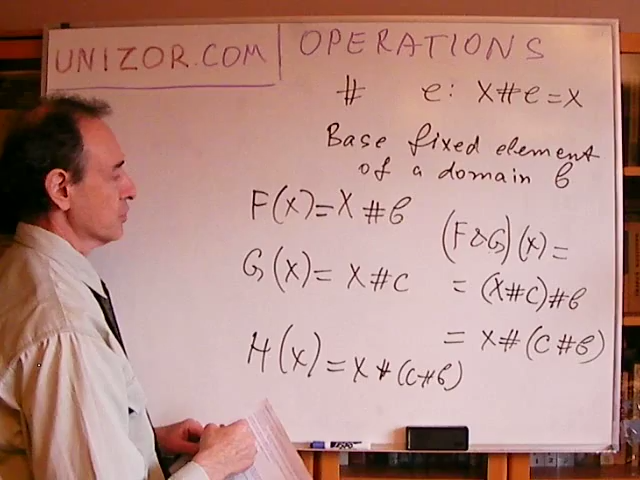 UNIZOR.COM
OPERATIONS
# e: X#e=X
Base fixed element
of a domain b
F(X)=X#b
G(X)=X#C
H(X)=X*(C#b)
(F∘G)(X)=
=(X#C)#b
=X#(C#b)